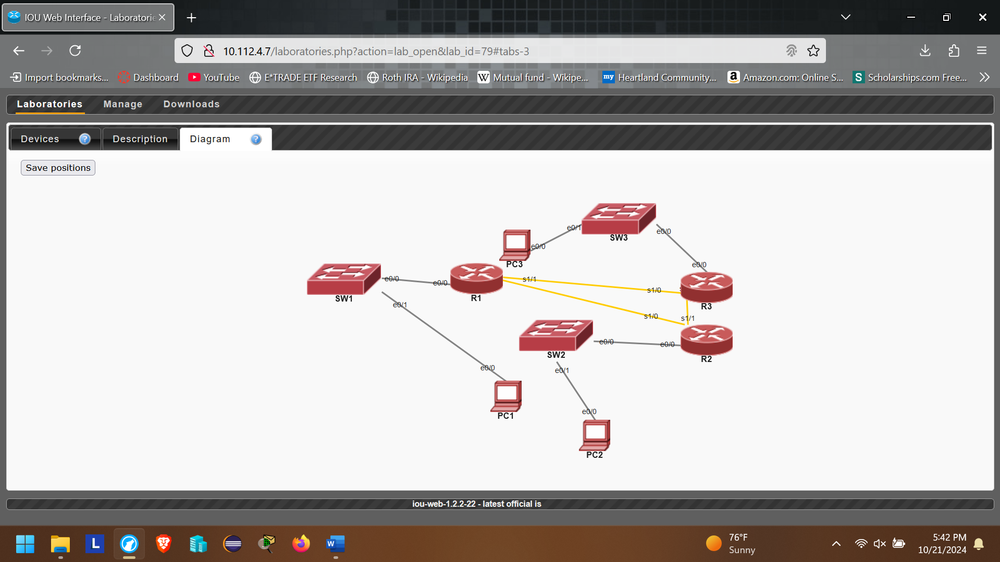 IOU Web Interface - Laboratorie
10.112.4.7/laboratories.php?action=lab_open&lab_id=79#tabs-3
Import bookmarks...
Dashboard
YouTube
E*TRADE ETF Research
Roth IRA - Wikipedia
W
Mutual fund - Wikipe...
my
Heartland Community...
a
Amazon.com: Online S...
S
Scholarships.com Free...
Laboratories
Manage
Downloads
Devices
?
Description
Diagram
?
Save positions
e0/1
SW3
e0/0
e0/0
PC3
e0/0
SW1
e0/0
e0/0
R1
s1/1
s1/0
R3
e0/1
s1/0
s1/1
SW2
e0/0
e0/0
R2
e0/1
e0/0
PC1
e0/0
PC2
iou-web-1.2.2-22 - latest official is
L
W
76°F
Sunny
5:42 PM
10/21/2024